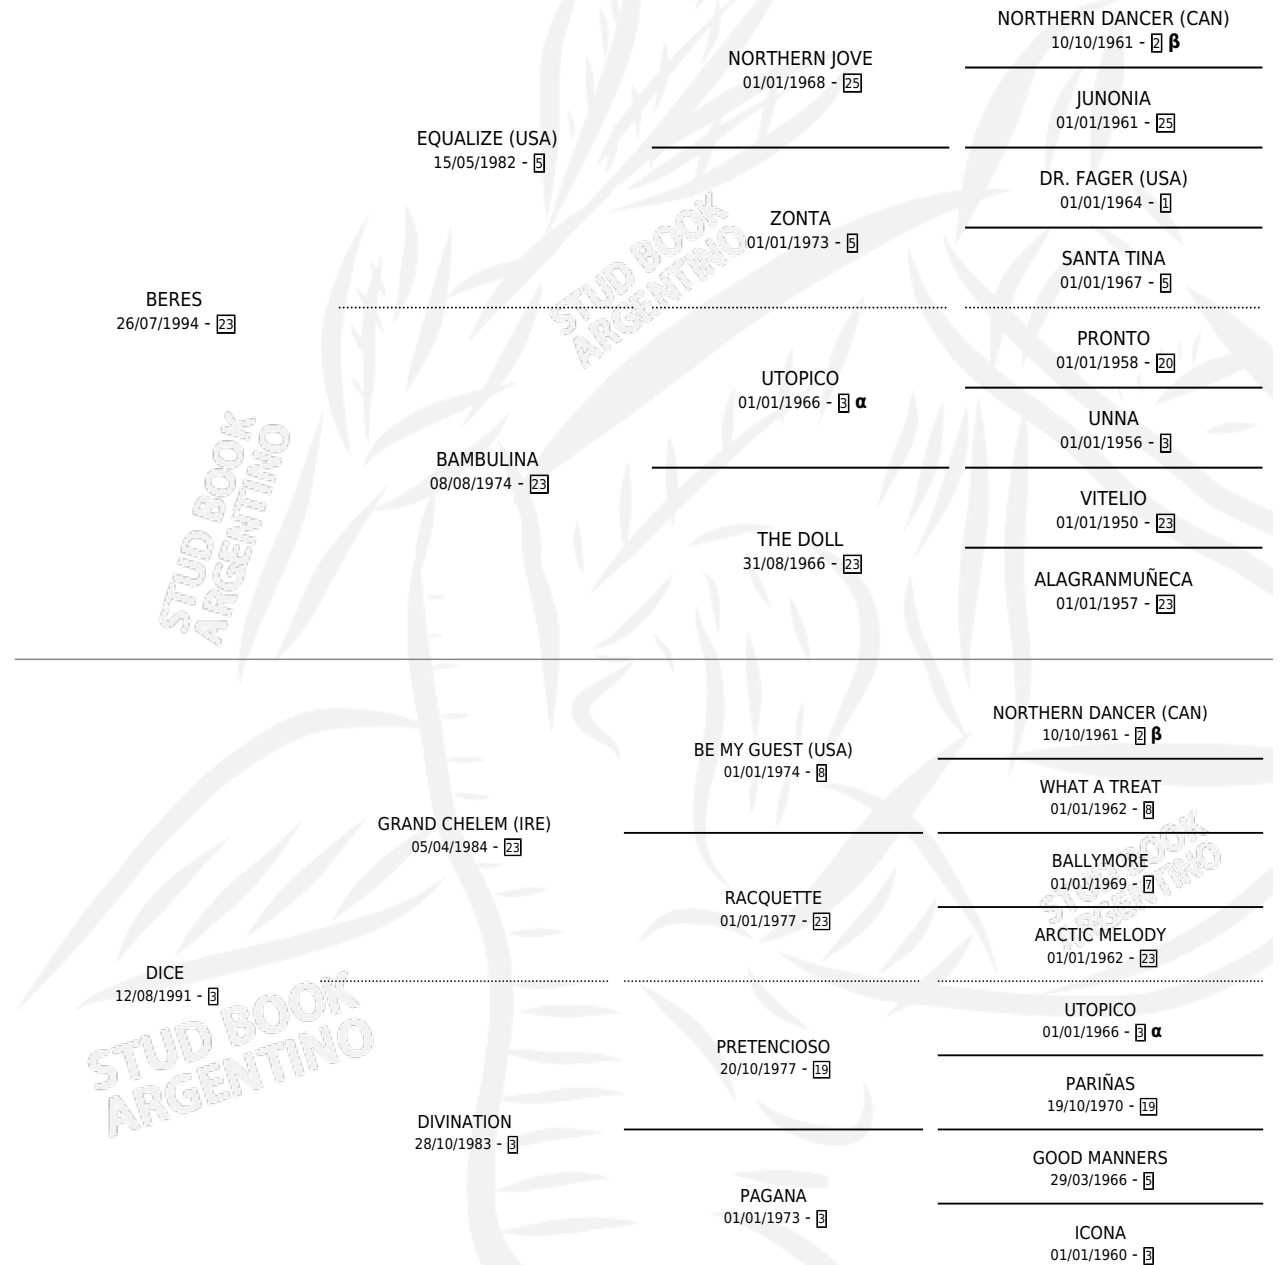 NORTHERN DANCER (CAN)
10/10/1961 - 2 β
NORTHERN JOVE
01/01/1968 - 25
JUNONIA
01/01/1961 - 25
EQUALIZE (USA)
15/05/1982 - 5
DR. FAGER (USA)
01/01/1964 - 1
ZONTA
01/01/1973 - 5
SANTA TINA
01/01/1967 - 5
BERES
26/07/1994 - 23
PRONTO
01/01/1958 - 20
UTOPICO
01/01/1966 - 3 α
UNNA
01/01/1956 - 3
BAMBULINA
08/08/1974 - 23
VITELIO
01/01/1950 - 23
THE DOLL
31/08/1966 - 23
ALAGRANMUÑECA
01/01/1957 - 23
NORTHERN DANCER (CAN)
10/10/1961 - 2 β
BE MY GUEST (USA)
01/01/1974 - 8
WHAT A TREAT
01/01/1962 - 8
GRAND CHELEM (IRE)
05/04/1984 - 23
BALLYMORE
01/01/1969 - 7
RACQUETTE
01/01/1977 - 23
ARCTIC MELODY
01/01/1962 - 23
DICE
12/08/1991 - 3
UTOPICO
01/01/1966 - 3 α
PRETENCIOSO
20/10/1977 - 19
PARIÑAS
19/10/1970 - 19
DIVINATION
28/10/1983 - 3
GOOD MANNERS
29/03/1966 - 5
PAGANA
01/01/1973 - 3
ICONA
01/01/1960 - 3
STUD BOOK
ARGENTINO
STUD BOOK
ARGENTINO
STUD BOOK
ARGENTINO
STUD BOOK
ARGENTINO